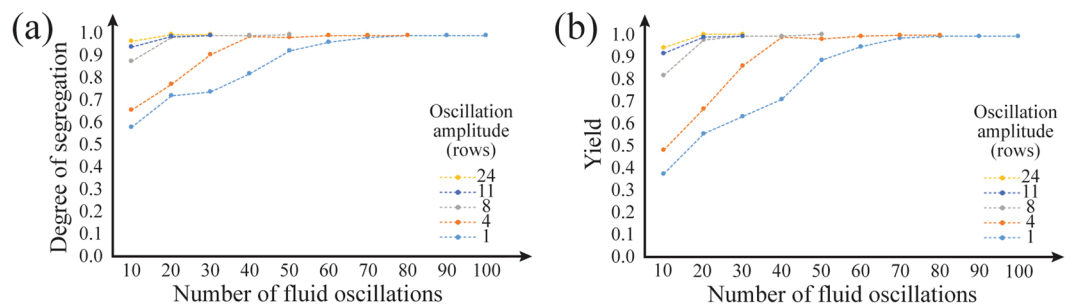 (a)
Degree of segregation
1.0
0.9
0.8
0.7
0.6
0.5
0.4
0.3
0.2
0.1
0.0
10 20 30 40 50 60 70 80 90 100
Number of fluid oscillations
Oscillation
amplitude
(rows)
24
11
8
4
1
(b)
Yield
1.0
0.9
0.8
0.7
0.6
0.5
0.4
0.3
0.2
0.1
0.0
10 20 30 40 50 60 70 80 90 100
Number of fluid oscillations
Oscillation
amplitude
(rows)
24
11
8
4
1